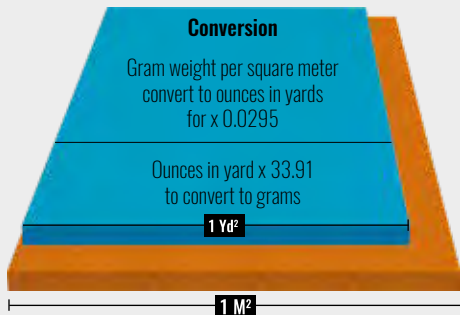 Conversion
Gram weight per square meter
convert to ounces in yards
for x 0.0295
Ounces in yard x 33.91
to convert to grams
1 Yd²
1 M²